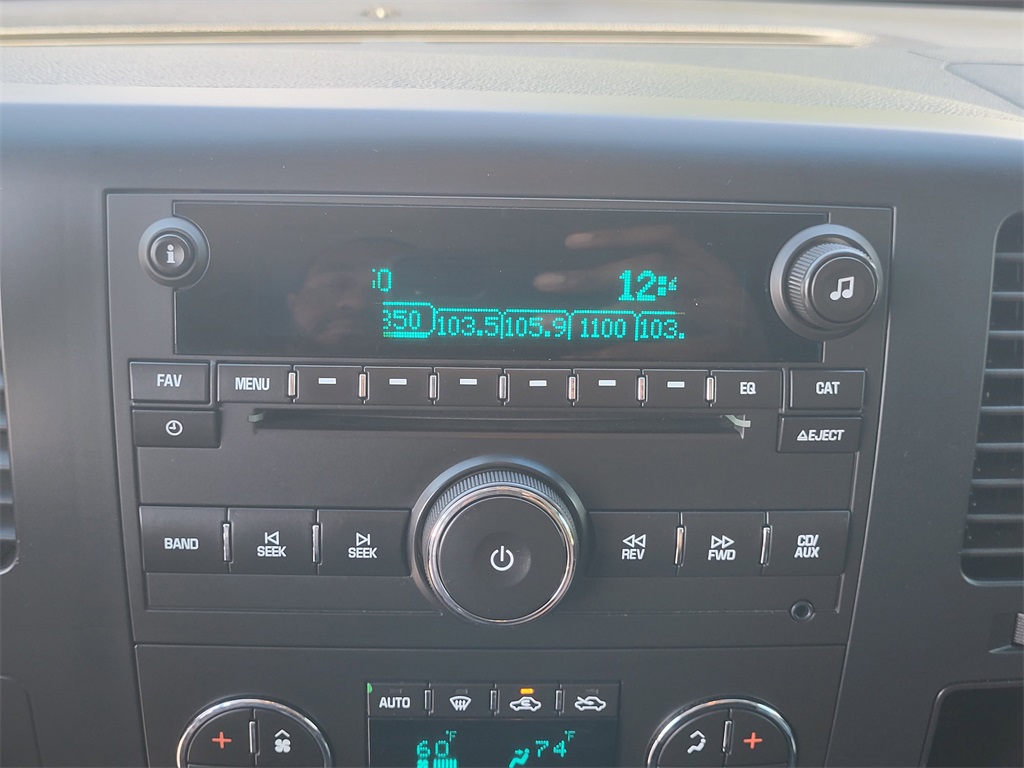 12:
103.5 105.9 1100 103.
FAV MENU EQ CAT
EJECT
BAND SEEK SEEK REV FWD CD/
AUX
AUTO
60°F 74°F